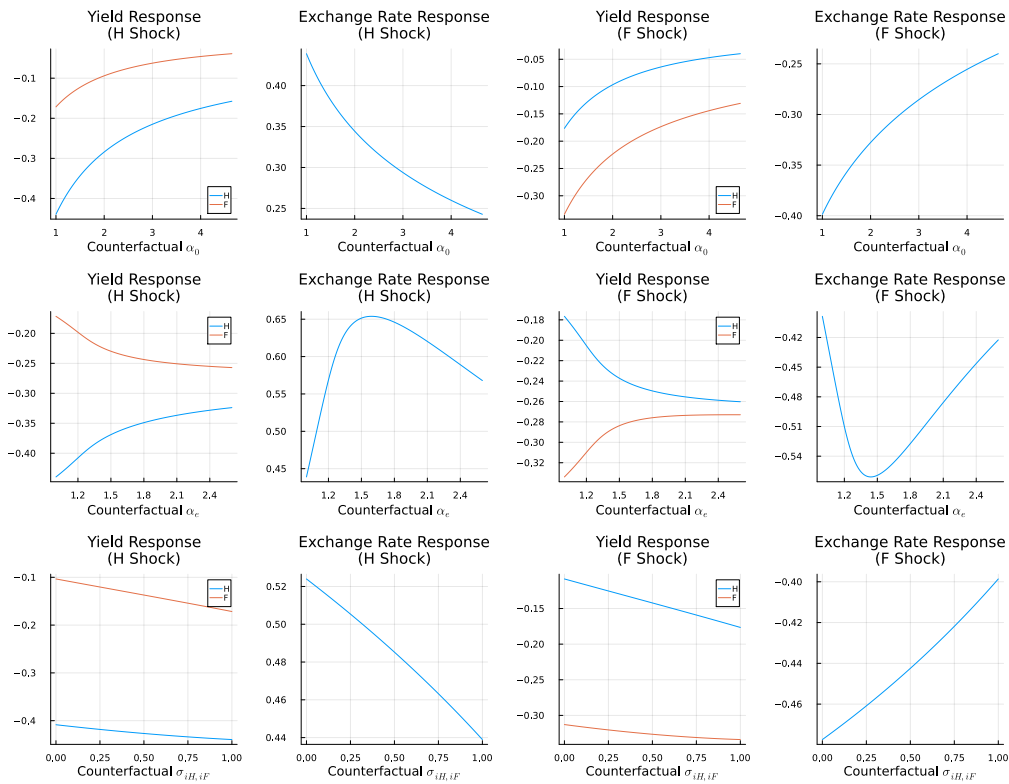 Yield Response
(H Shock)
−0.1
−0.2
−0.3
−0.4
H
F
1 2 3 4
Counterfactual α₀
Exchange Rate Response
(H Shock)
0.40
0.35
0.30
0.25
1 2 3 4
Counterfactual α₀
Yield Response
(F Shock)
−0.05
−0.10
−0.15
−0.20
−0.25
−0.30
H
F
1 2 3 4
Counterfactual α₀
Exchange Rate Response
(F Shock)
−0.25
−0.30
−0.35
−0.40
1 2 3 4
Counterfactual α₀
Yield Response
(H Shock)
−0.20
−0.25
−0.30
−0.35
−0.40
H
F
1.2 1.5 1.8 2.1 2.4
Counterfactual αₑ
Exchange Rate Response
(H Shock)
0.65
0.60
0.55
0.50
0.45
1.2 1.5 1.8 2.1 2.4
Counterfactual αₑ
Yield Response
(F Shock)
−0.18
−0.20
−0.22
−0.24
−0.26
−0.28
−0.30
−0.32
H
F
1.2 1.5 1.8 2.1 2.4
Counterfactual αₑ
Exchange Rate Response
(F Shock)
−0.42
−0.45
−0.48
−0.51
−0.54
1.2 1.5 1.8 2.1 2.4
Counterfactual αₑ
Yield Response
(H Shock)
−0.1
−0.2
−0.3
−0.4
H
F
0.00 0.25 0.50 0.75 1.00
Counterfactual σ_{iH,iF}
Exchange Rate Response
(H Shock)
0.52
0.50
0.48
0.46
0.44
0.00 0.25 0.50 0.75 1.00
Counterfactual σ_{iH,iF}
Yield Response
(F Shock)
−0.15
−0.20
−0.25
−0.30
H
F
0.00 0.25 0.50 0.75 1.00
Counterfactual σ_{iH,iF}
Exchange Rate Response
(F Shock)
−0.40
−0.42
−0.44
−0.46
0.00 0.25 0.50 0.75 1.00
Counterfactual σ_{iH,iF}